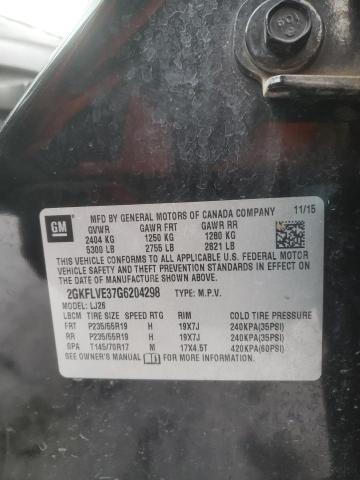 GM
MFD BY GENERAL MOTORS OF CANADA COMPANY 11/15
GVWR GAWR FRT GAWR RR
2404 KG 1250 KG 1280 KG
5300 LB 2755 LB 2821 LB
THIS VEHICLE CONFORMS TO ALL APPLICABLE U.S. FEDERAL MOTOR
VEHICLE SAFETY, BUMPER, AND THEFT PREVENTION STANDARDS
IN EFFECT ON
THE DATE OF MANUFACTURE SHOWN ABOVE.
2GKFLVE37G6204298 TYPE: M.P.V.
MODEL: LJ26
LBCM TIRE SIZE SPEED RTG RIM COLD TIRE PRESSURE
FRT P235/55R19 H 19X7J 240KPA(35PSI)
RR P235/55R19 H 19X7J 240KPA(35PSI)
SPA T145/70R17 M 17X4.5T 420KPA(60PSI)
SEE OWNER'S MANUAL FOR MORE INFORMATION.